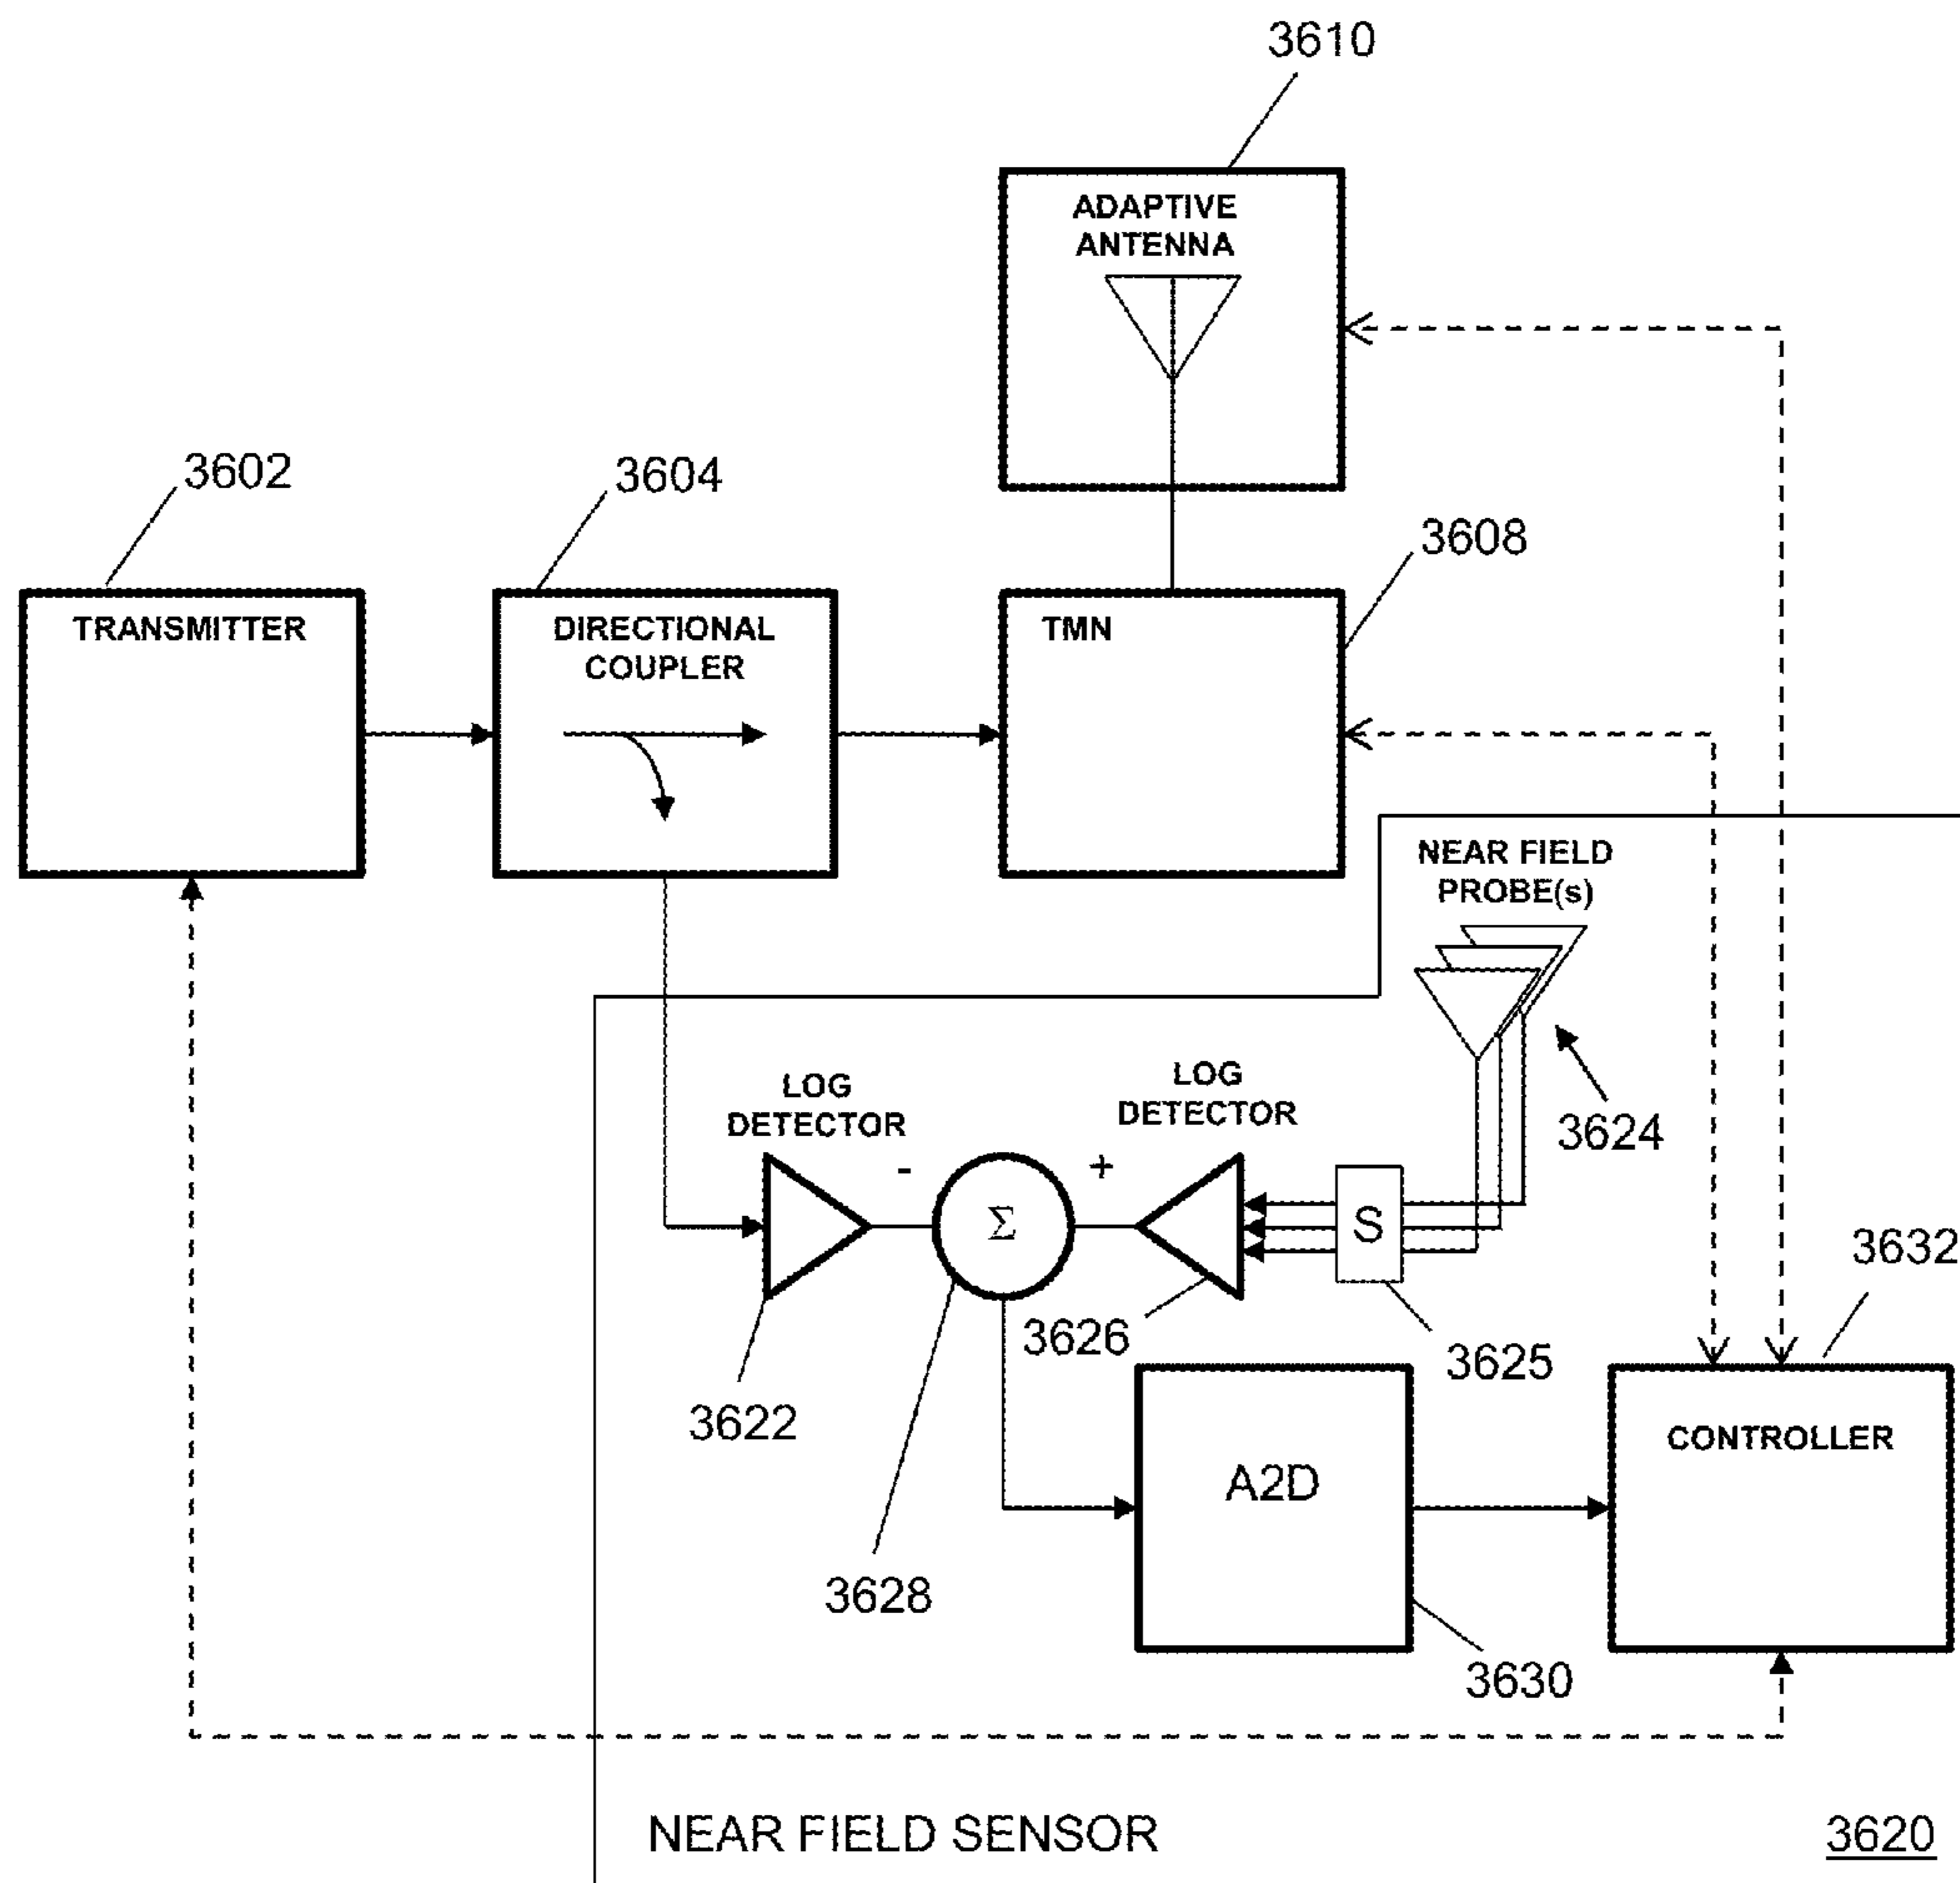 3610
ADAPTIVE
ANTENNA
3602
3604
3608
TRANSMITTER
DIRECTIONAL
COUPLER
TMN
NEAR FIELD
PROBE(s)
LOG
DETECTOR
LOG
DETECTOR
3624
-
+
Σ
S
3632
3626
3625
3622
CONTROLLER
A2D
3628
3630
NEAR FIELD SENSOR
3620